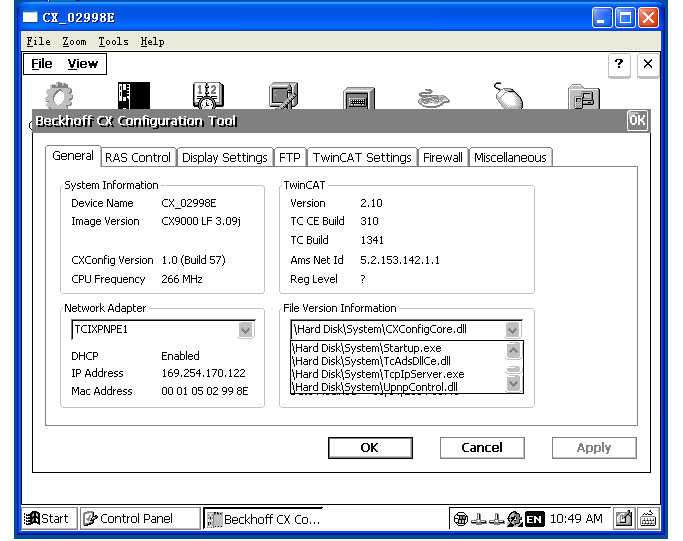 CX_02998E
File Zoom Tools Help
File View ?
Beckhoff CX Configuration Tool OK
General RAS Control Display Settings FTP TwinCAT Settings Firewall Miscellaneous
System Information
Device Name CX_02998E
Image Version CX9000 LF 3.09j
CXConfig Version 1.0 (Build 57)
CPU Frequency 266 MHz
TwinCAT
Version 2.10
TC CE Build 310
TC Build 1341
Ams Net Id 5.2.153.142.1.1
Reg Level ?
Network Adapter
TCIXPNPE1
DHCP Enabled
IP Address 169.254.170.122
Mac Address 00 01 05 02 99 8E
File Version Information
\Hard Disk\System\CXConfigCore.dll
\Hard Disk\System\Startup.exe
\Hard Disk\System\TcAdsDllCe.dll
\Hard Disk\System\TcpIpServer.exe
\Hard Disk\System\UpnpControl.dll
OK Cancel Apply
Start Control Panel Beckhoff CX Co... EN 10:49 AM